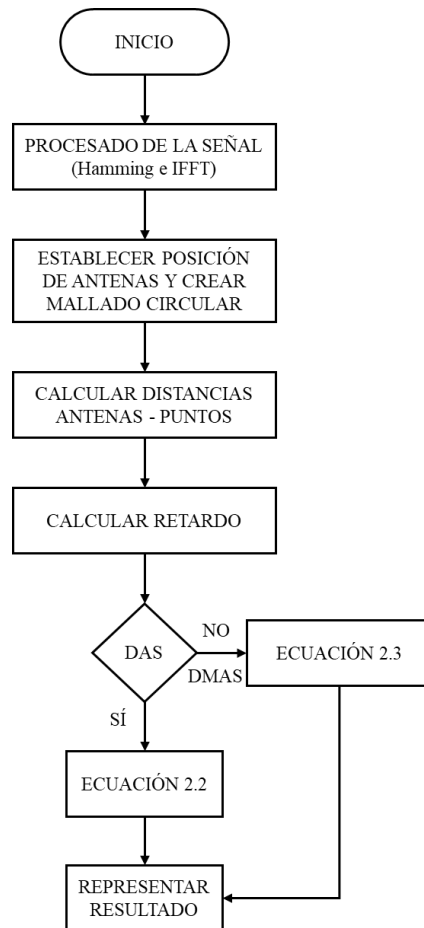 INICIO
PROCESADO DE LA SEÑAL
(Hamming e IFFT)
ESTABLECER POSICIÓN
DE ANTENAS Y CREAR
MALLADO CIRCULAR
CALCULAR DISTANCIAS
ANTENAS - PUNTOS
CALCULAR RETARDO
DAS
NO
DMAS
ECUACIÓN 2.3
SÍ
ECUACIÓN 2.2
REPRESENTAR
RESULTADO